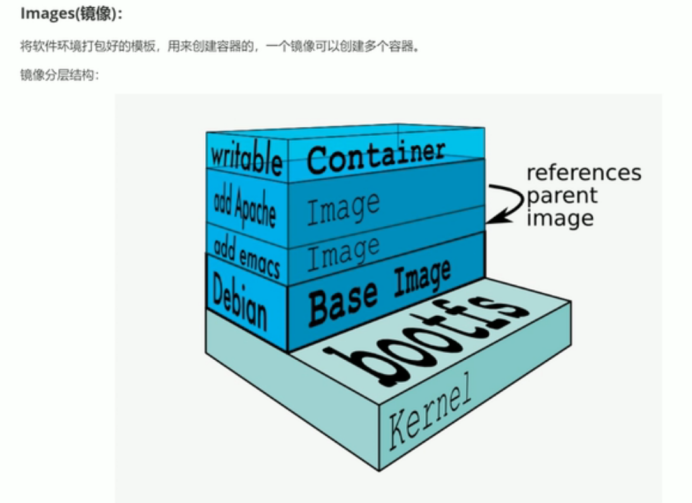 Images(镜像)：
将软件环境打包好的模板，用来创建容器的，一个镜像可以创建多个容器。
镜像分层结构：
writable
Container
references
parent
image
add Apache
Image
add emacs
Image
Debian
Base Image
bootfs
Kernel